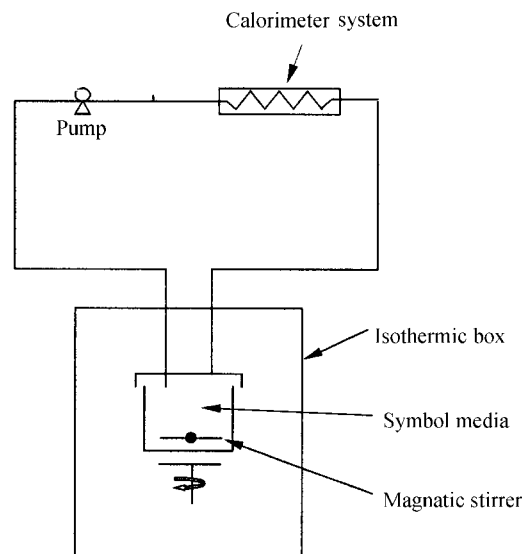 Calorimeter system
Pump
Isothermic box
Symbol media
Magnatic stirrer